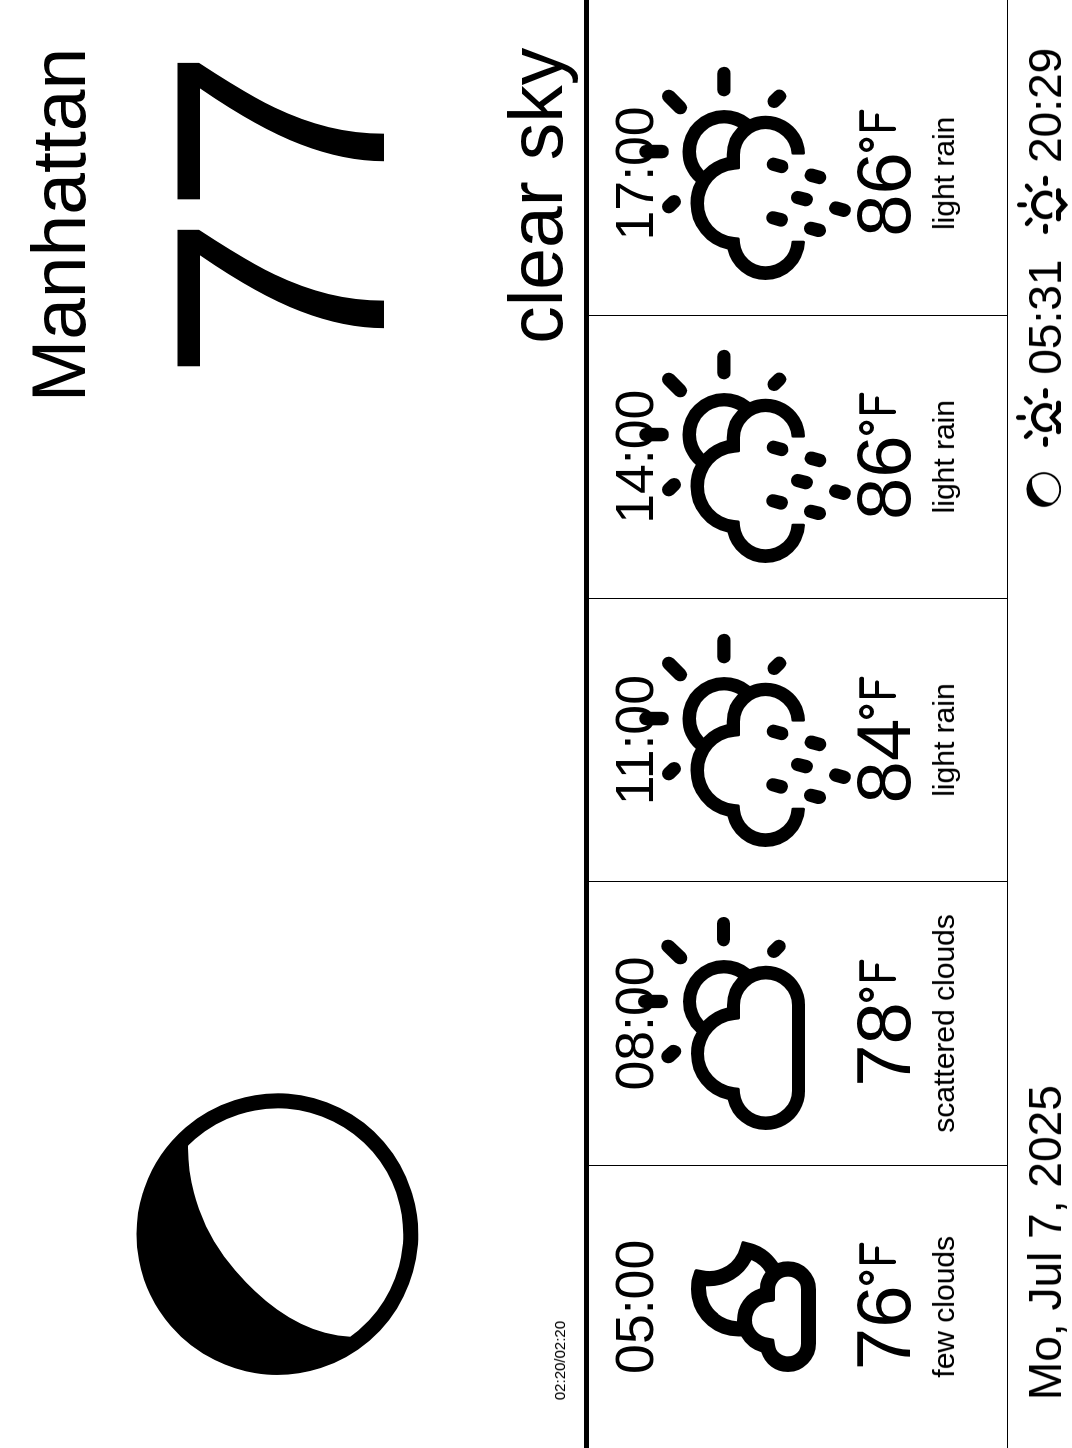 Manhattan
77
clear sky
02:20/02:20
05:00
76°F
few clouds
08:00
78°F
scattered clouds
11:00
84°F
light rain
14:00
86°F
light rain
17:00
86°F
light rain
Mo, Jul 7, 2025
05:31
20:29